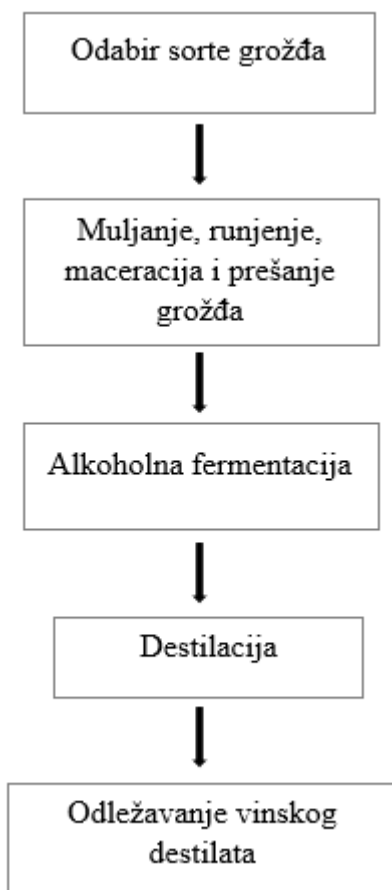 Odabir sorte grožđa
Muljanje, runjenje,
maceracija i prešanje
grožđa
Alkoholna fermentacija
Destilacija
Odležavanje vinskog
destilata